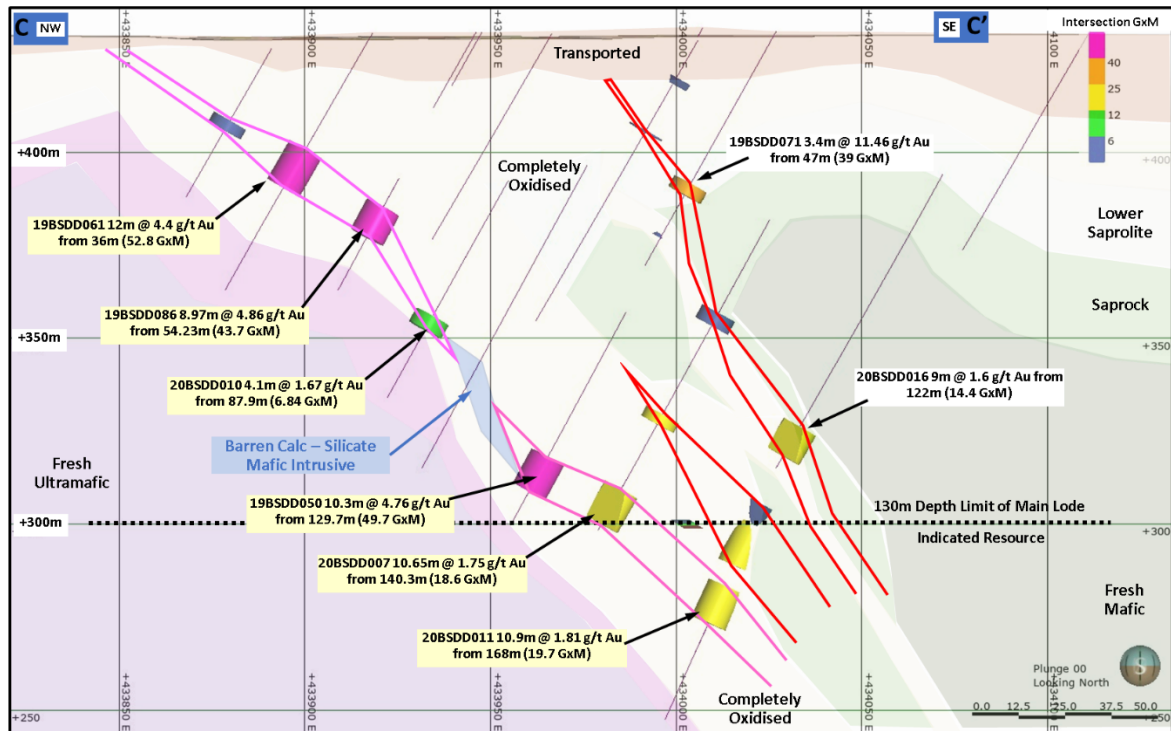 C NW
SE C'
+433850 E
+433900 E
+433950 E
+434000 E
+434050 E
+4100 E
Intersection GxM
40
25
12
6
Transported
+400m
+400
Completely
Oxidised
19BSDD071 3.4m @ 11.46 g/t Au
from 47m (39 GxM)
Lower
Saprolite
19BSDD061 12m @ 4.4 g/t Au
from 36m (52.8 GxM)
Saprock
19BSDD086 8.97m @ 4.86 g/t Au
from 54.23m (43.7 GxM)
+350m
+350
20BSDD010 4.1m @ 1.67 g/t Au
from 87.9m (6.84 GxM)
20BSDD016 9m @ 1.6 g/t Au from
122m (14.4 GxM)
Barren Calc – Silicate
Mafic Intrusive
Fresh
Ultramafic
19BSDD050 10.3m @ 4.76 g/t Au
from 129.7m (49.7 GxM)
130m Depth Limit of Main Lode
+300m
+300
Indicated Resource
20BSDD007 10.65m @ 1.75 g/t Au
from 140.3m (18.6 GxM)
Fresh
Mafic
20BSDD011 10.9m @ 1.81 g/t Au
from 168m (19.7 GxM)
Plunge 00
Looking North
S
Completely
Oxidised
0.0 12.5 25.0 37.5 50.0
+250
+250
+433850 E
+433900 E
+433950 E
+434000 E
+434050 E